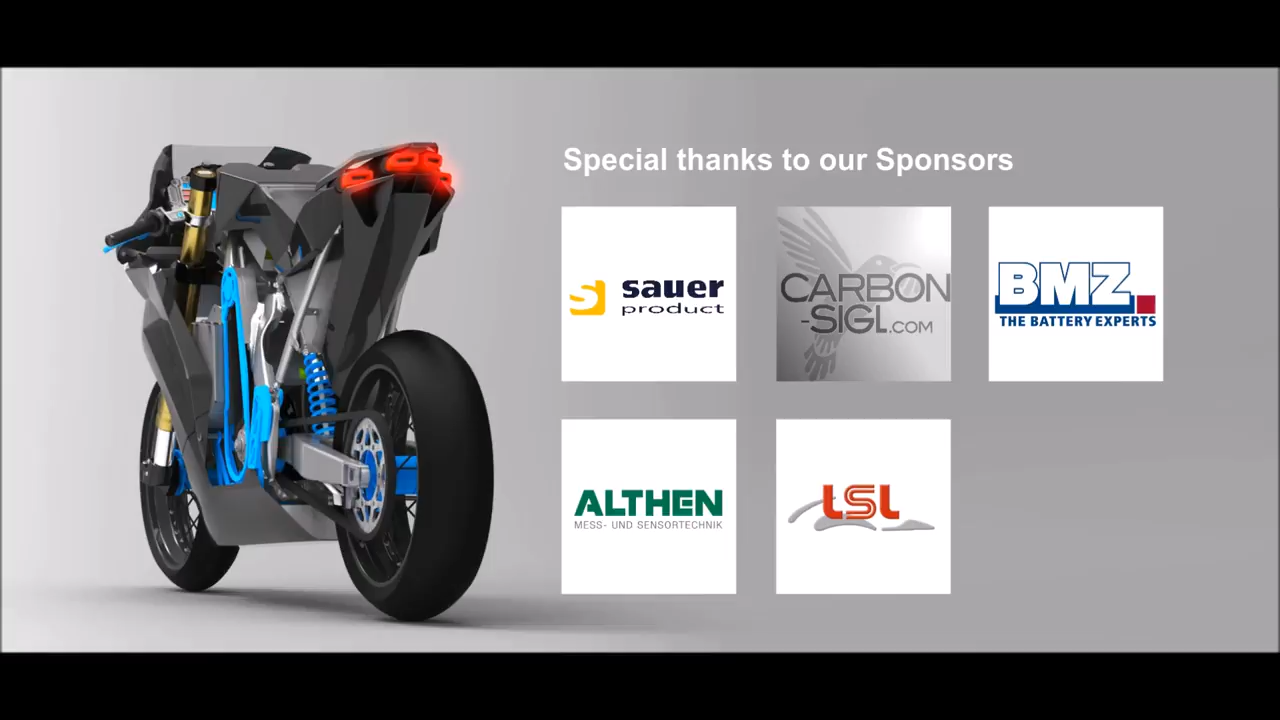 Special thanks to our Sponsors
sauer
product
CARBON
-SIGL.COM
BMZ
THE BATTERY EXPERTS
ALTHEN
MESS- UND SENSORTECHNIK
LSL